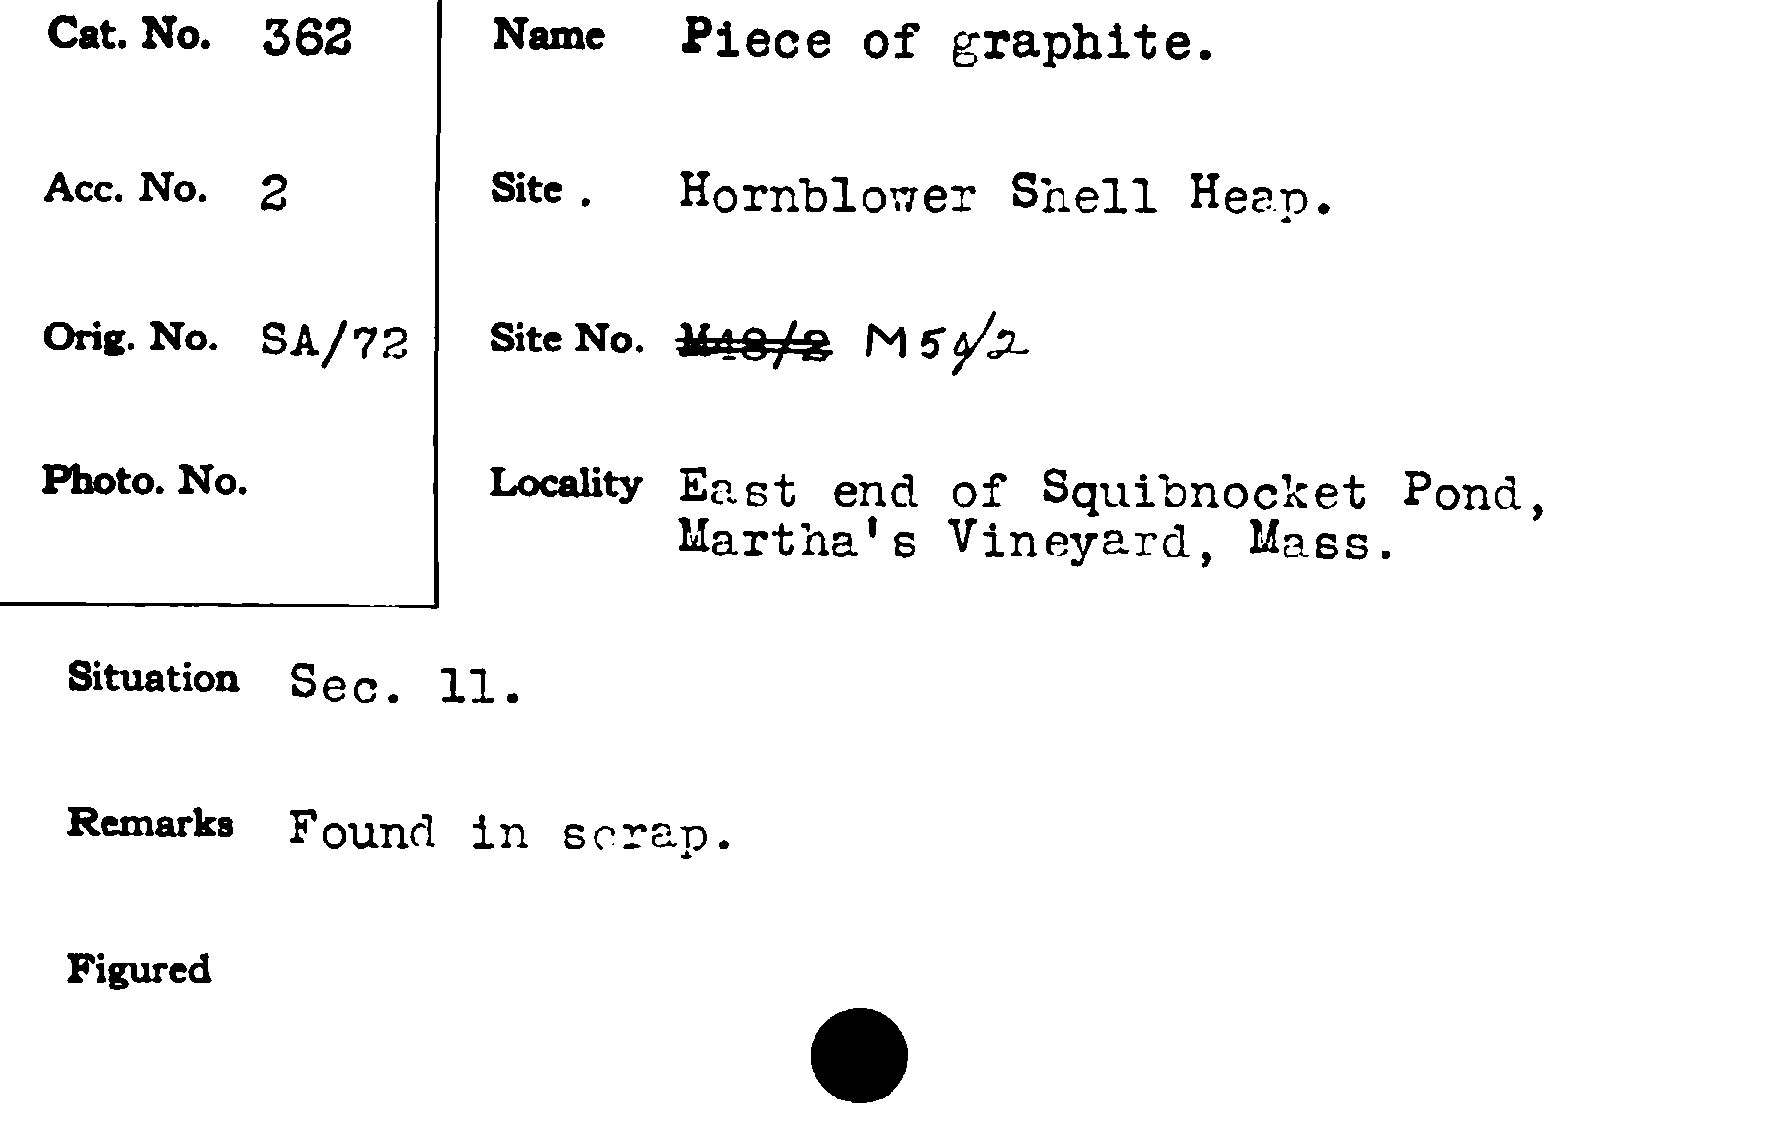 Cat. No. 362
Name Piece of graphite.
Acc. No. 2
Site . Hornblower Shell Heap.
Orig. No. SA/72
Site No. M48/2 M59/2
Photo. No.
Locality East end of Squibnocket Pond,
Martha's Vineyard, Mass.
Situation Sec. 11.
Remarks Found in scrap.
Figured